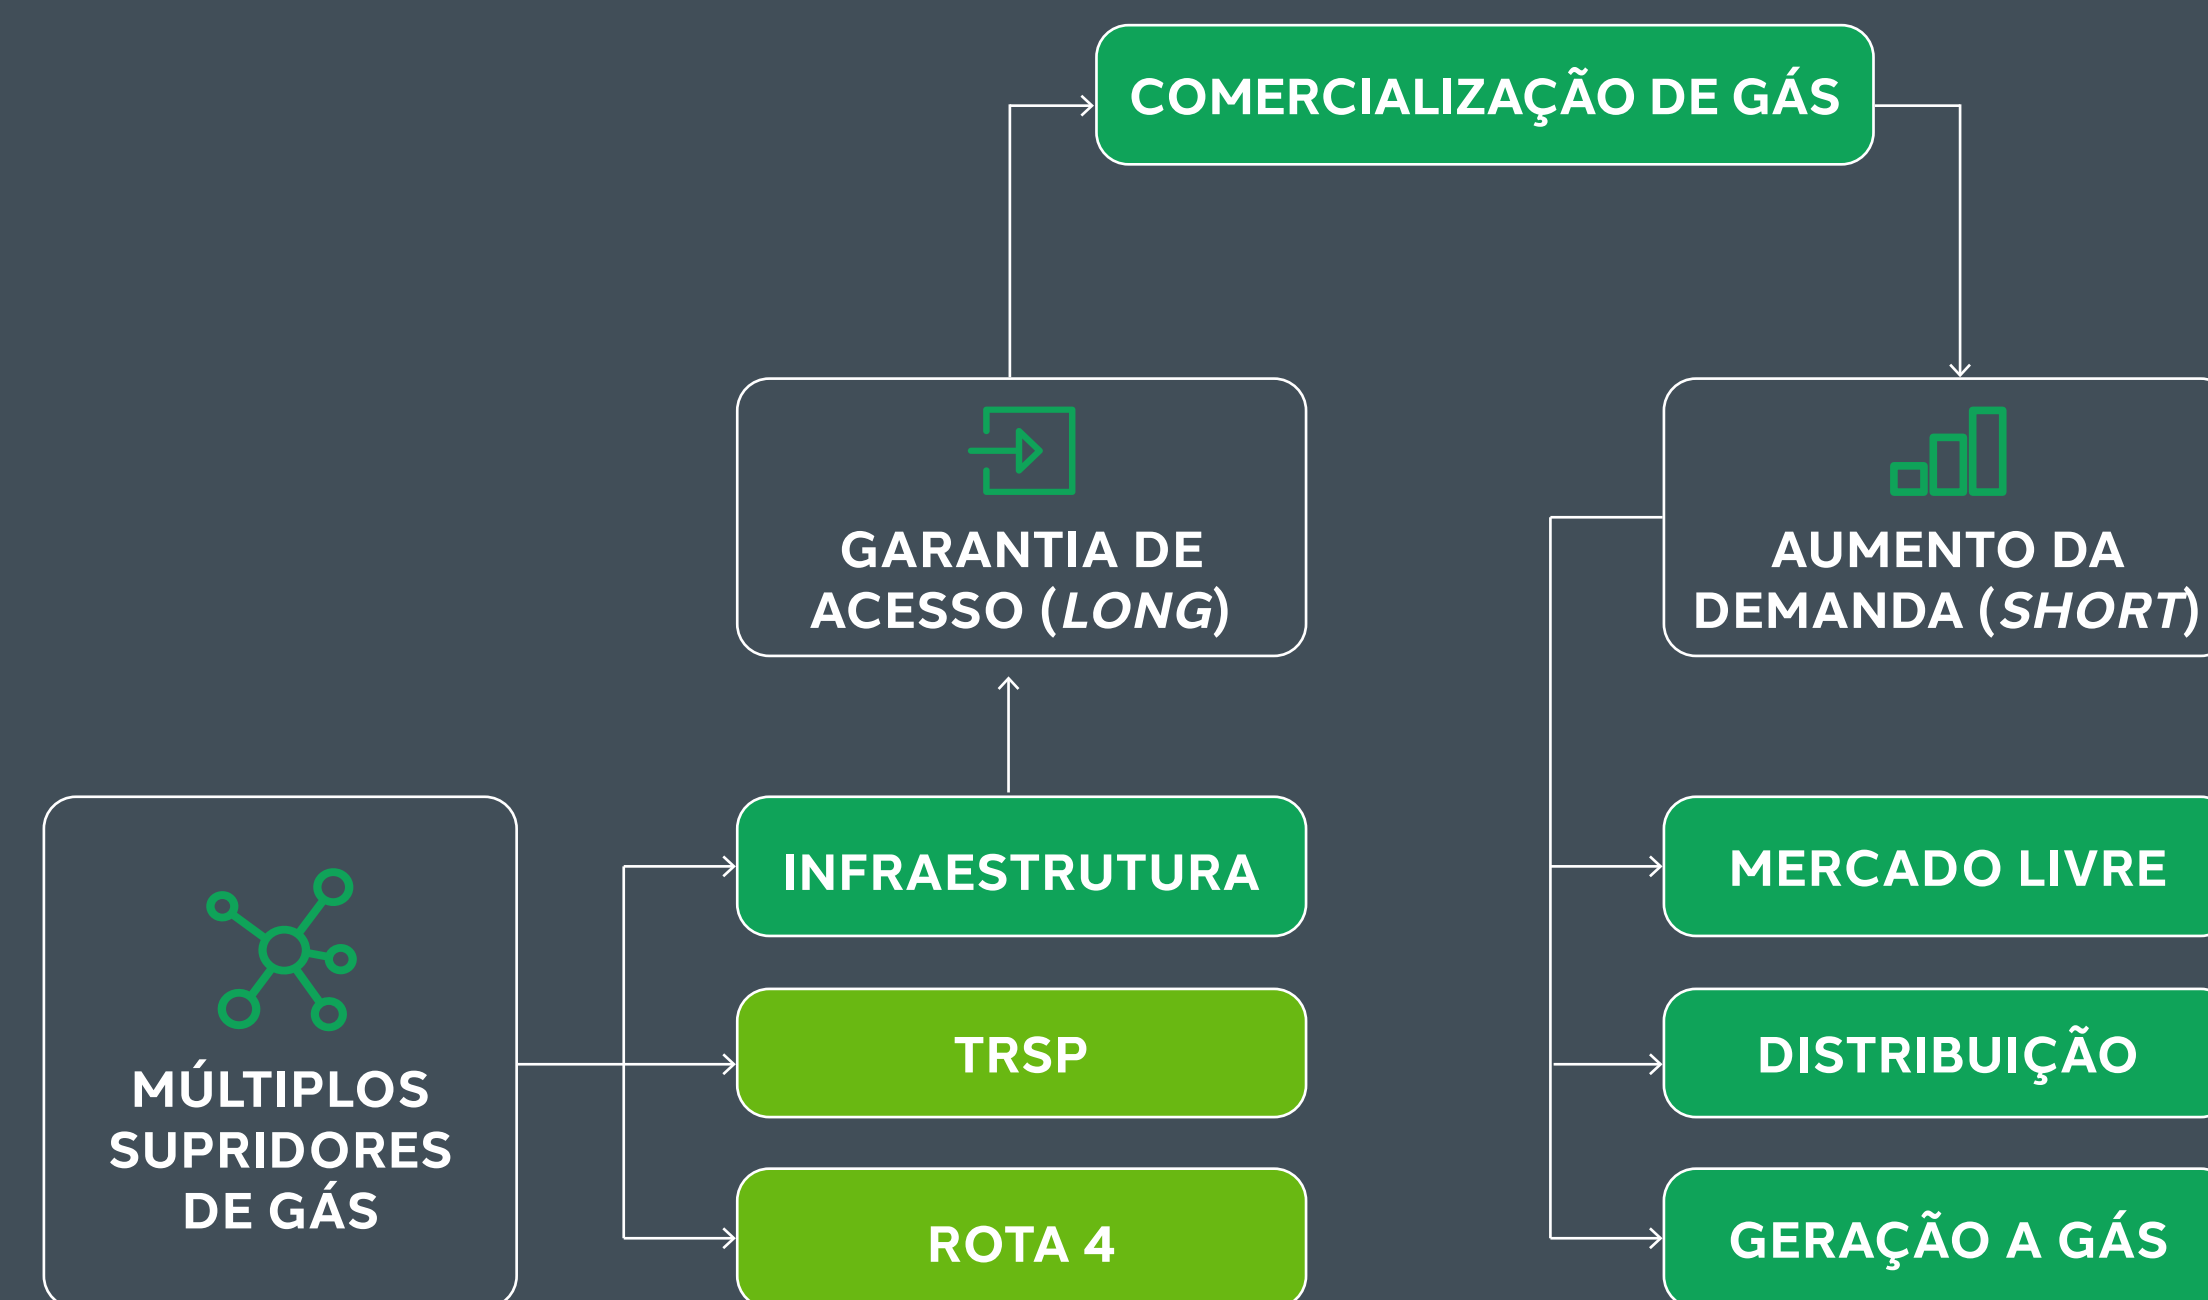 COMERCIALIZAÇÃO DE GÁS
GARANTIA DE
ACESSO (LONG)
AUMENTO DA
DEMANDA (SHORT)
MÚLTIPLOS
SUPRIDORES
DE GÁS
INFRAESTRUTURA
TRSP
ROTA 4
MERCADO LIVRE
DISTRIBUIÇÃO
GERAÇÃO A GÁS